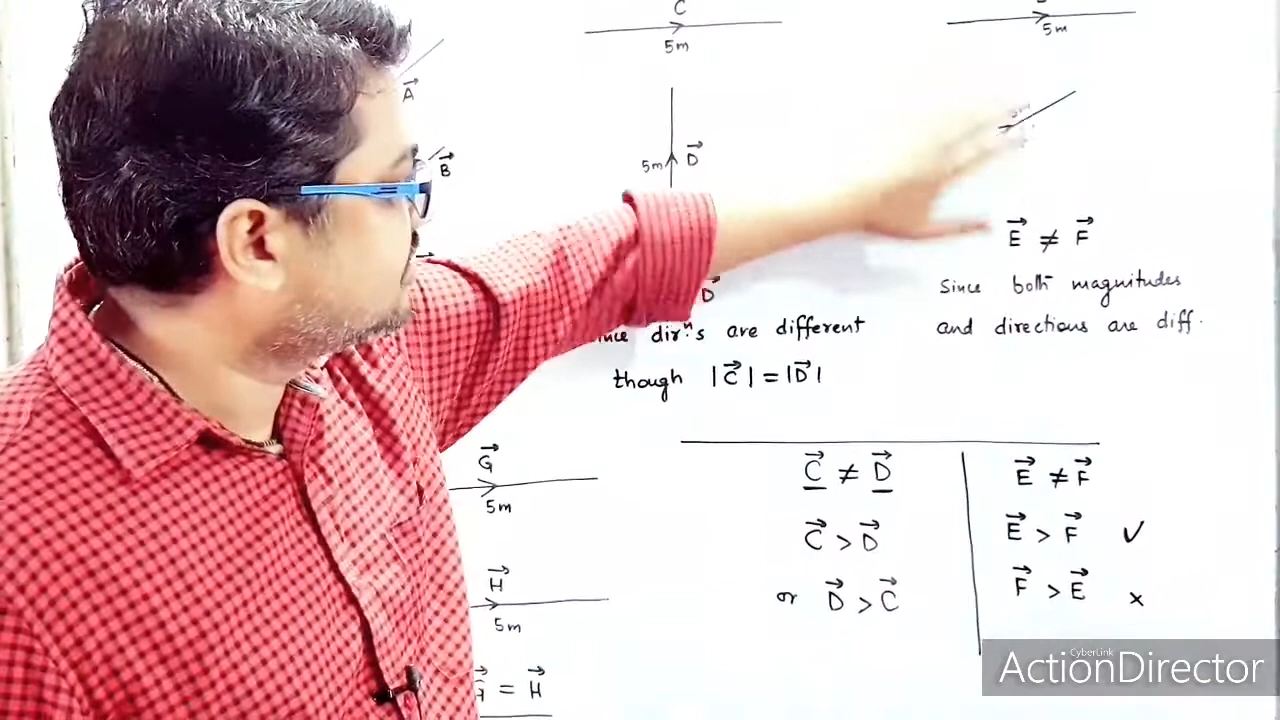 C
5m
5m
A⃗
B⃗
5m D⃗
D⃗
dirⁿs are different
though |C⃗| = |D⃗|
E⃗ ≠ F⃗
Since both magnitudes
and directions are diff.
G⃗
5m
H⃗
5m
= H⃗
C⃗ ≠ D⃗
C⃗ > D⃗
or D⃗ > C⃗
E⃗ ≠ F⃗
E⃗ > F⃗ ✓
F⃗ > E⃗ ×
CyberLink
ActionDirector